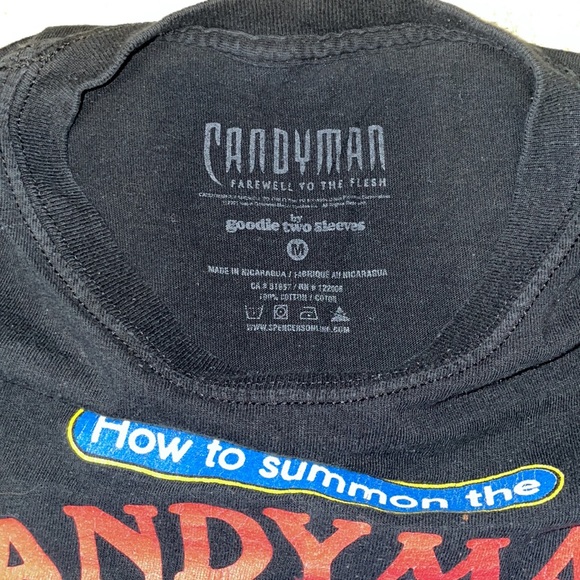 CANDYMAN
FAREWELL TO THE FLESH
by
goodie two sleeves
M
MADE IN NICARAGUA / FABRIQUE AU NICARAGUA
100% COTTON / COTON
WWW.SPENCERSONLINE.COM
How to summon the
ANDYMA